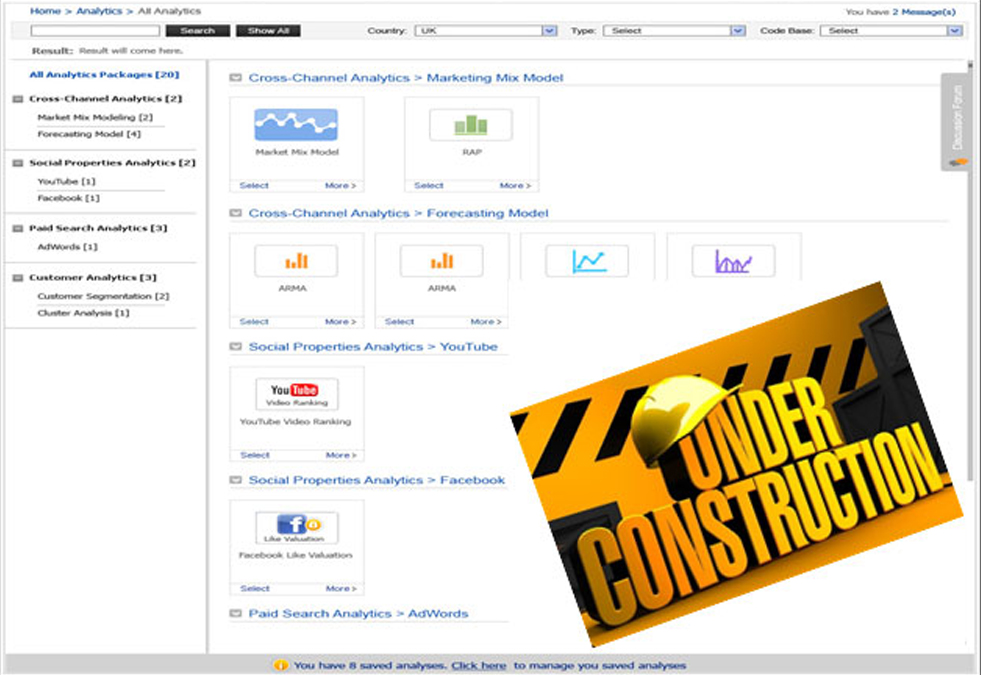 Home > Analytics > All Analytics
You have 2 Message(s)
Search Show All Country: UK Type: Select Code Base: Select
Result: Result will come here.
All Analytics Packages [20]
Cross-Channel Analytics [2]
Market Mix Modeling [2]
Forecasting Model [4]
Social Properties Analytics [2]
YouTube [1]
Facebook [1]
Paid Search Analytics [3]
AdWords [1]
Customer Analytics [3]
Customer Segmentation [2]
Cluster Analysis [1]
Cross-Channel Analytics > Marketing Mix Model
Market Mix Model
Select More >
RAP
Select More >
Cross-Channel Analytics > Forecasting Model
ARMA
Select More >
ARMA
Select More >
Social Properties Analytics > YouTube
YouTube
Video Ranking
YouTube Video Ranking
Select More >
Social Properties Analytics > Facebook
f
Like Valuation
Facebook Like Valuation
Select More >
Paid Search Analytics > AdWords
Discussion Forum
UNDER
CONSTRUCTION
You have 8 saved analyses. Click here to manage you saved analyses